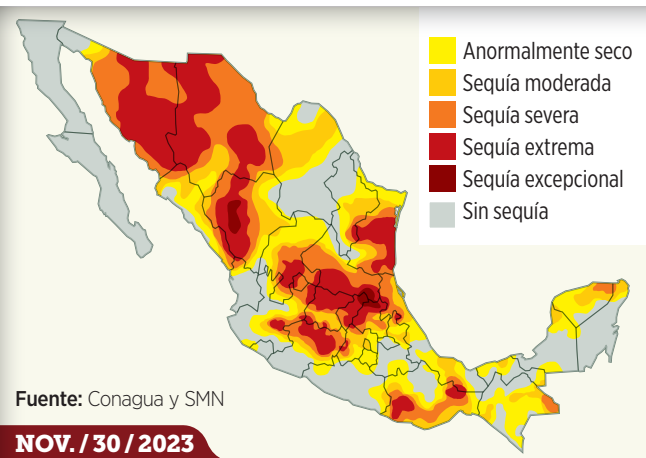 Anormalmente seco
Sequía moderada
Sequía severa
Sequía extrema
Sequía excepcional
Sin sequía
Fuente: Conagua y SMN
NOV. / 30 / 2023